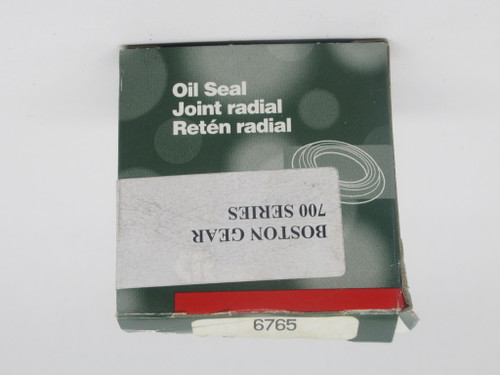 Oil Seal
Joint radial
Retén radial
BOSTON GEAR
700 SERIES
6765